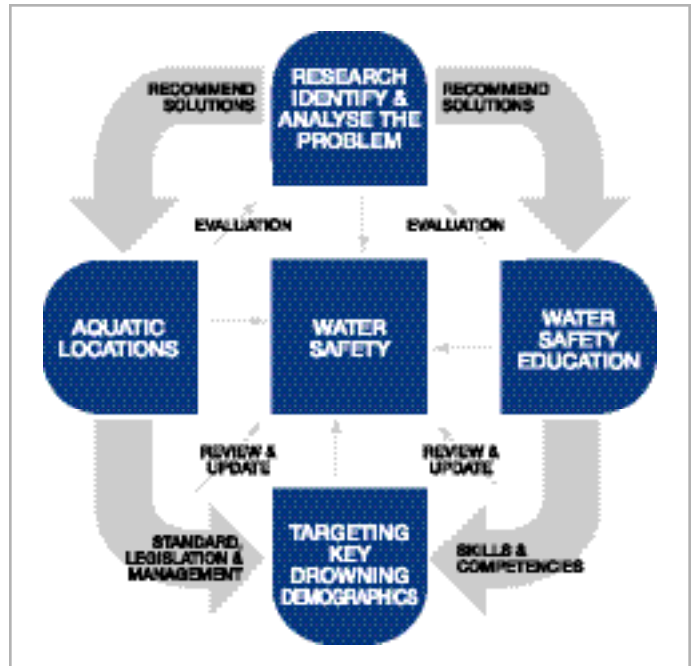 RESEARCH
IDENTIFY &
ANALYSE THE
PROBLEM
RECOMMEND
SOLUTIONS
RECOMMEND
SOLUTIONS
EVALUATION
EVALUATION
AQUATIC
LOCATIONS
WATER
SAFETY
WATER
SAFETY
EDUCATION
REVIEW &
UPDATE
REVIEW &
UPDATE
STANDARD,
LEGISLATION &
MANAGEMENT
TARGETING
KEY
DROWNING
DEMOGRAPHICS
SKILLS &
COMPETENCIES